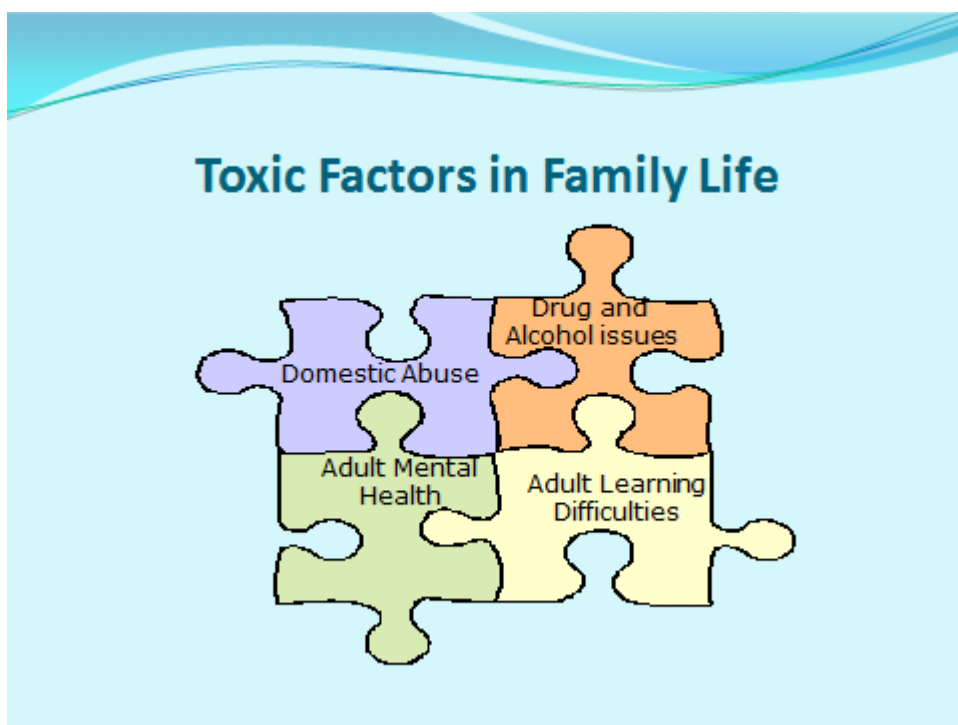 Toxic Factors in Family Life
Drug and
Alcohol issues
Domestic Abuse
Adult Mental
Health
Adult Learning
Difficulties